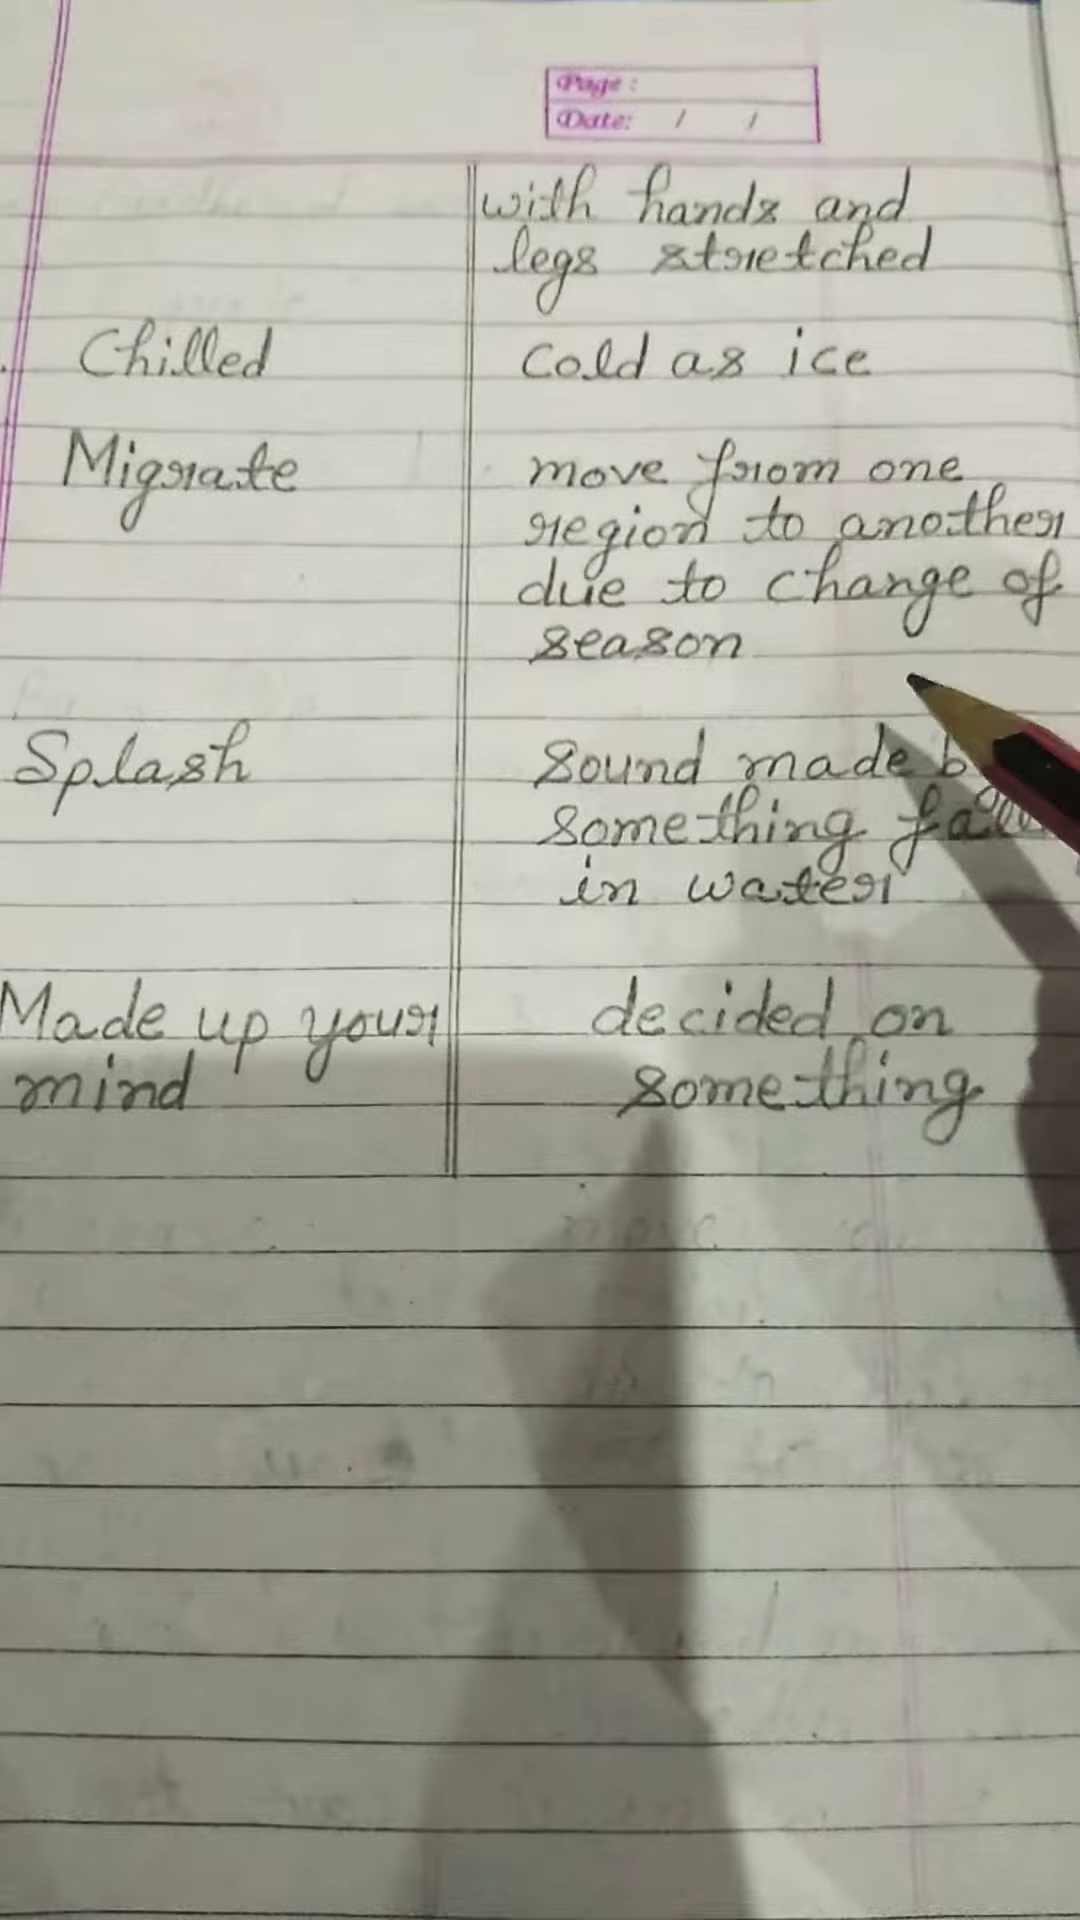 Page:
Date: / /
with hands and
legs stretched
Chilled cold as ice
Migrate move from one
region to another
due to change of
season
Splash sound made
something
in water
Made up your decided on
mind something